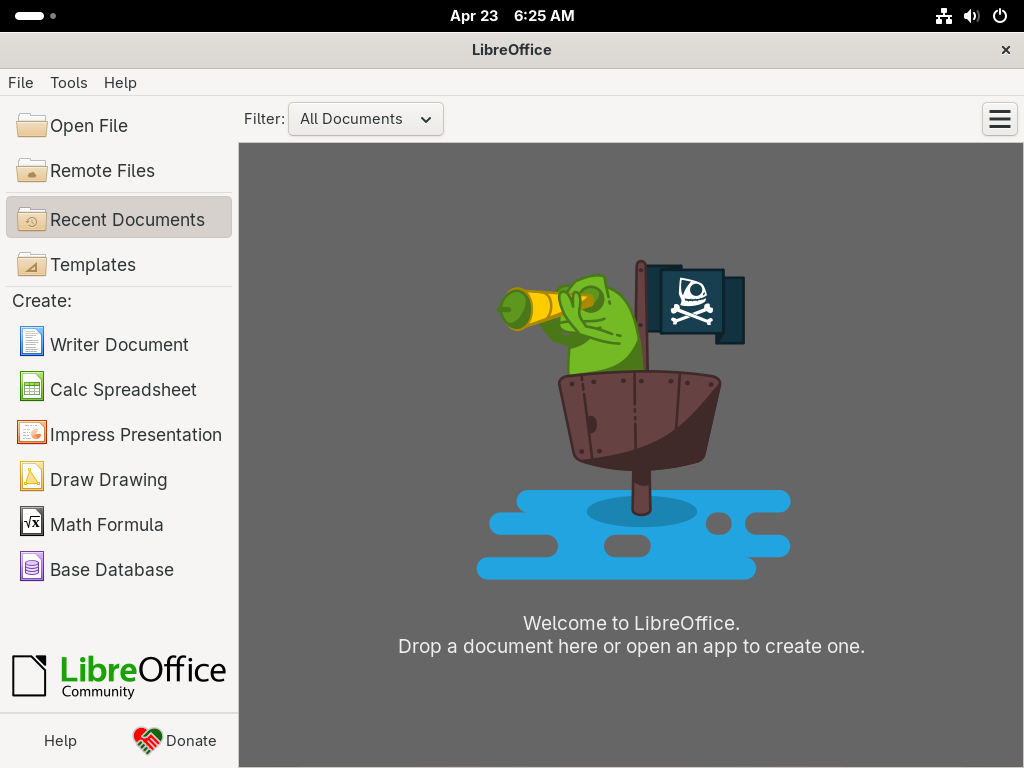 Apr 23 6:25 AM
LibreOffice
File Tools Help
Open File
Remote Files
Recent Documents
Templates
Create:
Writer Document
Calc Spreadsheet
Impress Presentation
Draw Drawing
Math Formula
Base Database
LibreOffice
Community
Help Donate
Filter: All Documents
Welcome to LibreOffice.
Drop a document here or open an app to create one.